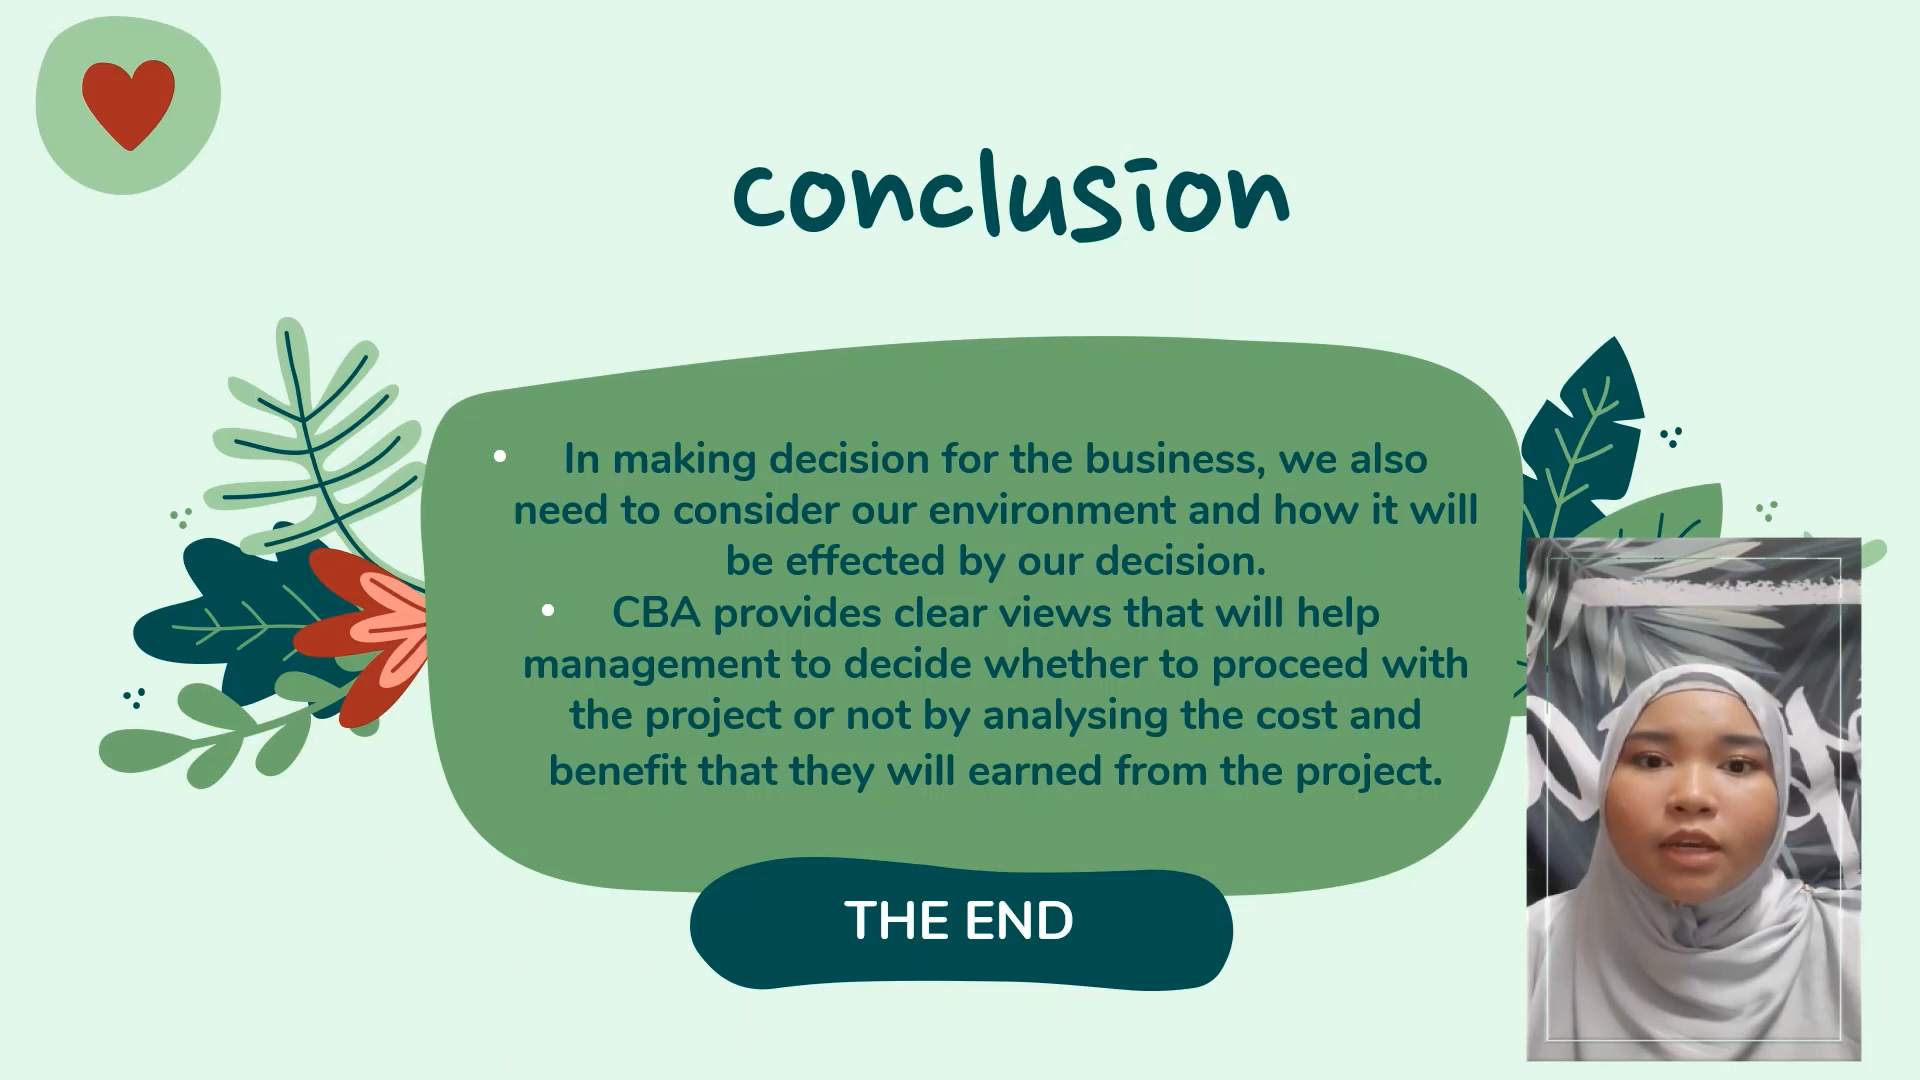 conclusion
In making decision for the business, we also
need to consider our environment and how it will
be effected by our decision.
CBA provides clear views that will help
management to decide whether to proceed with
the project or not by analysing the cost and
benefit that they will earned from the project.
THE END